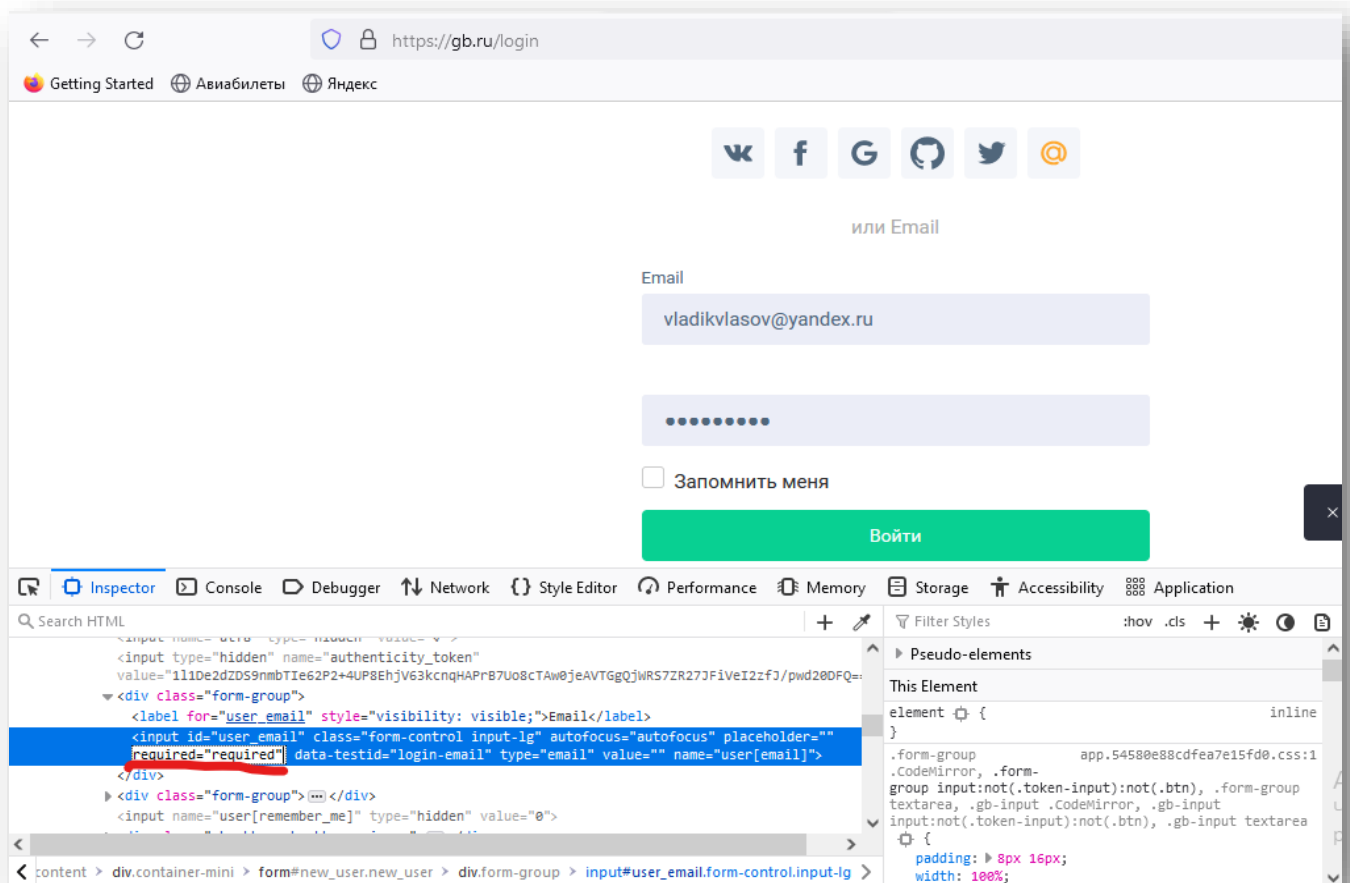 https://gb.ru/login
Getting Started Авиабилеты Яндекс
или Email
Email
vladikvlasov@yandex.ru
•••••••••
Запомнить меня
Войти
Inspector Console Debugger Network Style Editor Performance Memory Storage Accessibility Application
Search HTML
<input type="hidden" name="authenticity_token"
<div class="form-group">
<label for="user_email" style="visibility: visible;">Email</label>
<input id="user_email" class="form-control input-lg" autofocus="autofocus" placeholder=""
required="required" data-testid="login-email" type="email" value="" name="user[email]">
</div>
<div class="form-group"> ••• </div>
<input name="user[remember_me]" type="hidden" value="0">
content > div.container-mini > form#new_user.new_user > div.form-group > input#user_email.form-control.input-lg
Filter Styles :hov .cls
Pseudo-elements
This Element
element { inline
}
.form-group app.54580e88cdfea7e15fd0.css:1
.CodeMirror, .form-
group input:not(.token-input):not(.btn), .form-group
textarea, .gb-input .CodeMirror, .gb-input
input:not(.token-input):not(.btn), .gb-input textarea
{
padding: 8px 16px;
width: 100%;